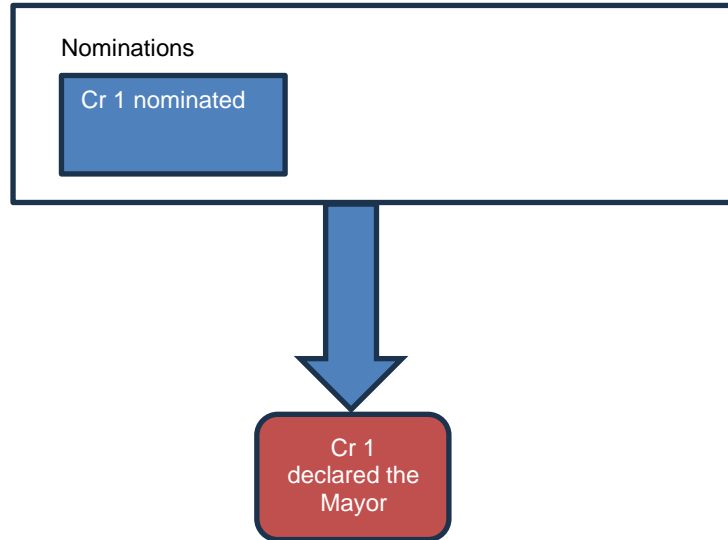 Nominations
Cr 1 nominated
Cr 1
declared the
Mayor